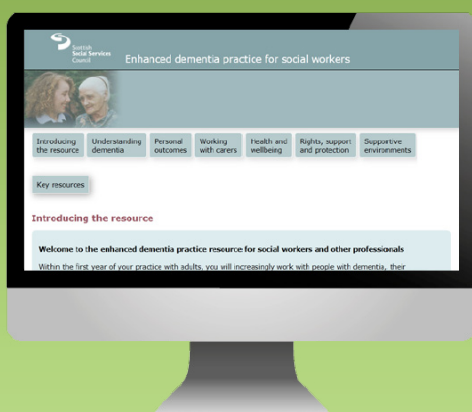 Scottish
Social Services
Council
Enhanced dementia practice for social workers
Introducing
the resource
Understanding
dementia
Personal
outcomes
Working
with carers
Health and
wellbeing
Rights, support
and protection
Supportive
environments
Key resources
Introducing the resource
Welcome to the enhanced dementia practice resource for social workers and other professionals
Within the first year of your practice with adults, you will increasingly work with people with dementia, their